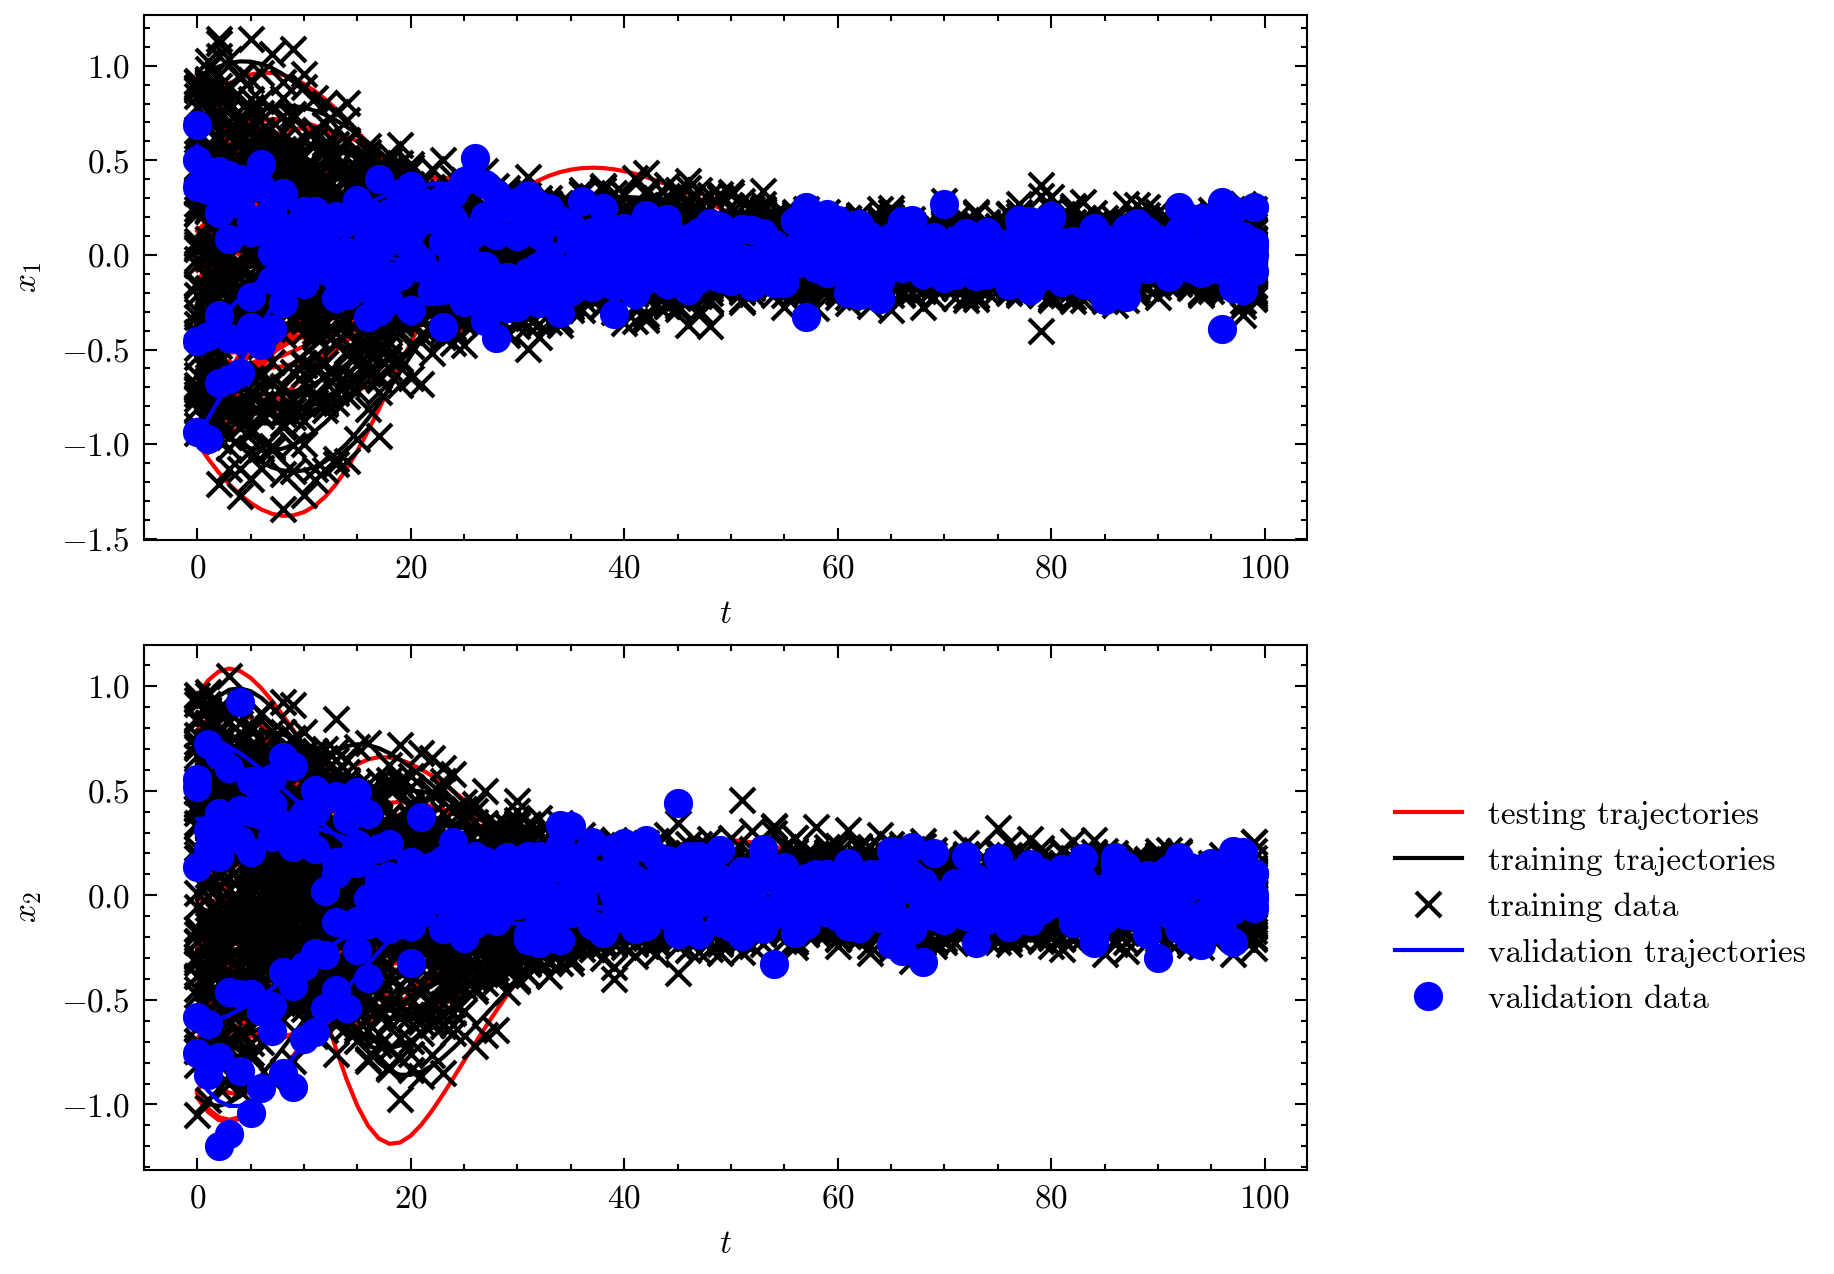 1.0
0.5
0.0
−0.5
−1.0
−1.5
x₁
0 20 40 60 80 100
t
1.0
0.5
0.0
−0.5
−1.0
x₂
0 20 40 60 80 100
t
testing trajectories
training trajectories
training data
validation trajectories
validation data